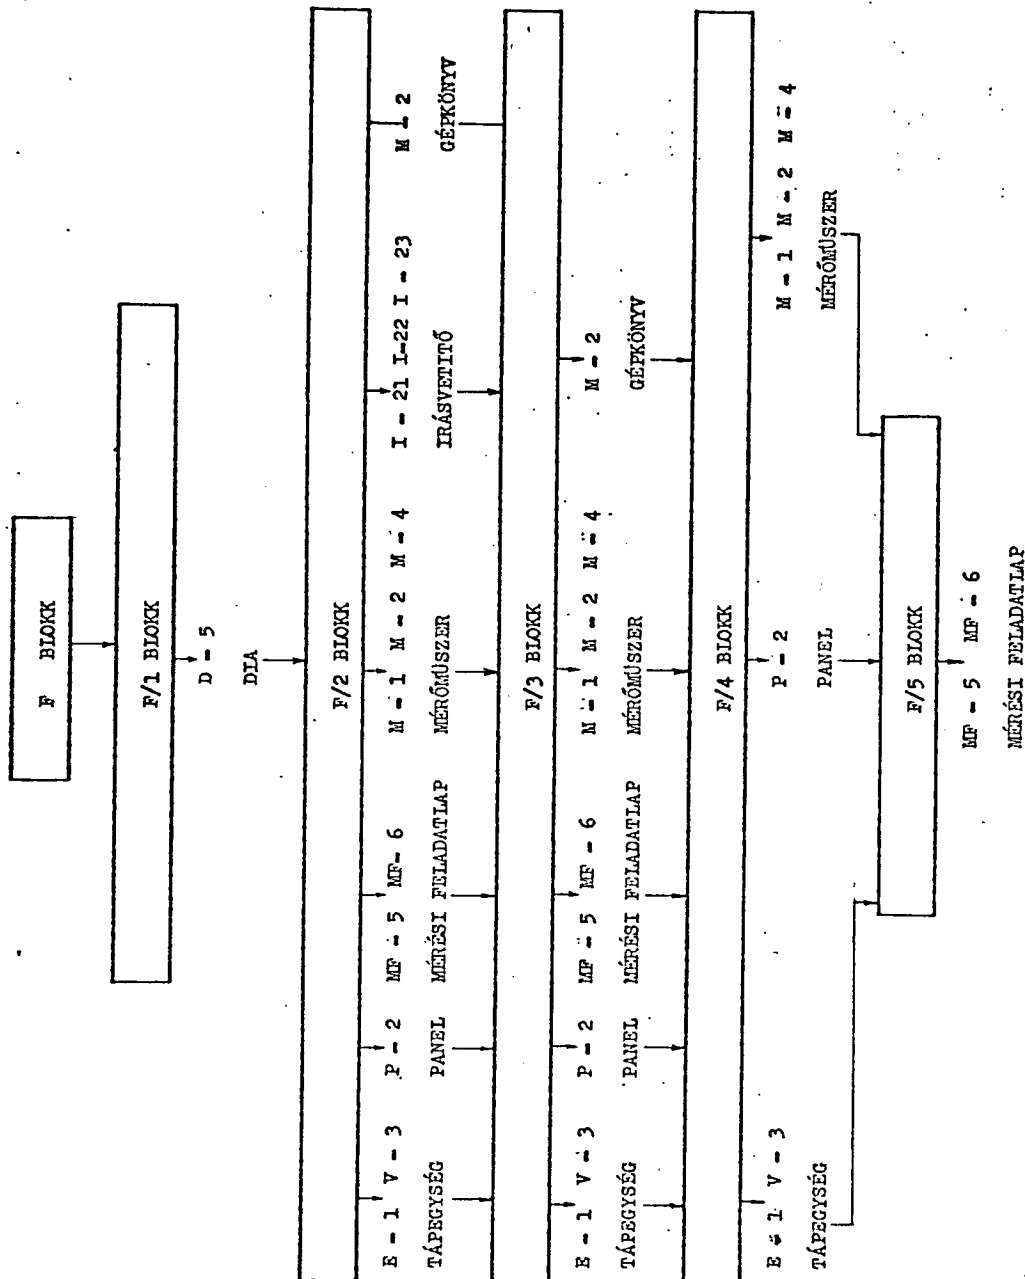 F BLOKK
F/1 BLOKK
D - 5
DIA
F/2 BLOKK
E - 1 V - 3
TÁPEGYSÉG
P - 2
PANEL
MF - 5 MF - 6
MÉRÉSI FELADATLAP
M - 1 M - 2 M - 4
MÉRŐMŰSZER
I - 21 I-22 I - 23
IRÁSVETITŐ
M - 2
GÉPKÖNYV
F/3 BLOKK
E - 1 V - 3
TÁPEGYSÉG
P - 2
PANEL
MF - 5 MF - 6
MÉRÉSI FELADATLAP
M - 1 M - 2 M - 4
MÉRŐMŰSZER
M - 2
GÉPKÖNYV
F/4 BLOKK
E - 1 V - 3
TÁPEGYSÉG
P - 2
PANEL
M - 1 M - 2 M - 4
MÉRŐMŰSZER
F/5 BLOKK
MF - 5 MF - 6
MÉRÉSI FELADATLAP